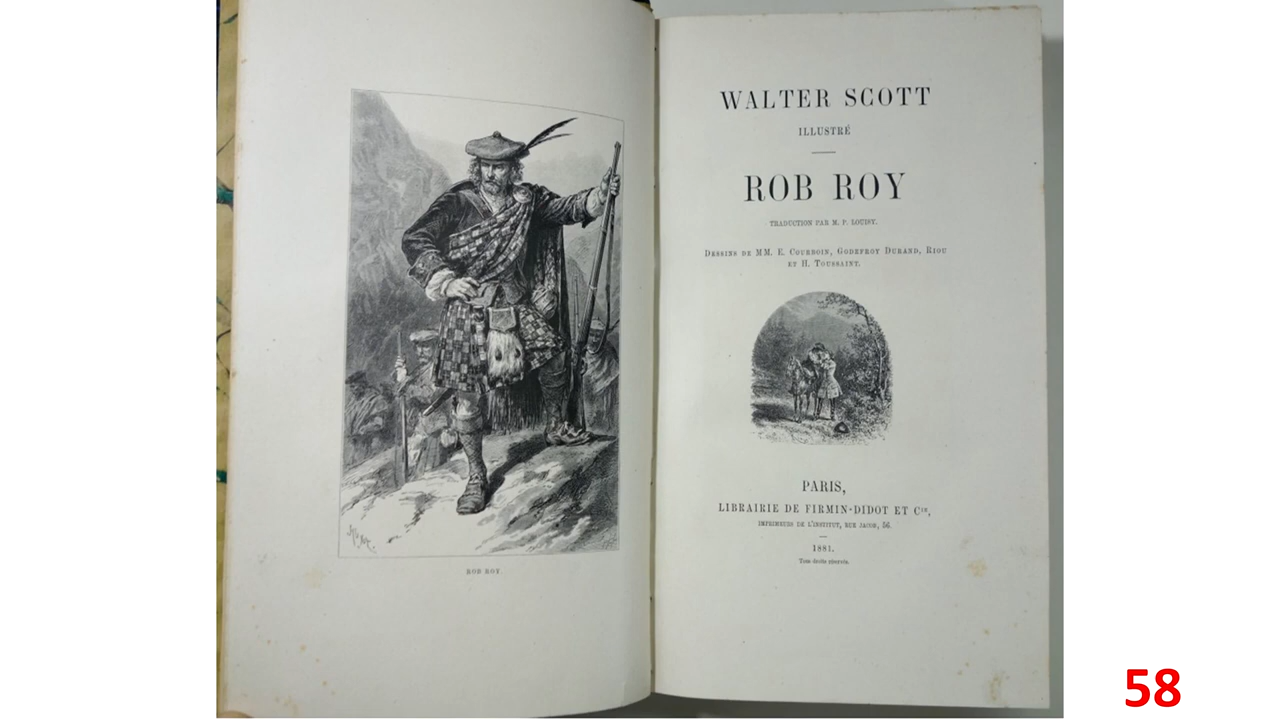 ROB ROY.
WALTER SCOTT
ILLUSTRÉ
ROB ROY
TRADUCTION PAR M. P. LOUISY.
DESSINS DE MM. E. COURBOIN, GODEFROY DURAND, RIOU
ET H. TOUSSAINT.
PARIS,
LIBRAIRIE DE FIRMIN-DIDOT ET Cie,
IMPRIMEURS DE L'INSTITUT, RUE JACOB, 56.
1881.
Tous droits réservés.
58